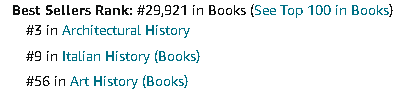 Best Sellers Rank: #29,921 in Books (See Top 100 in Books)
#3 in Architectural History
#9 in Italian History (Books)
#56 in Art History (Books)